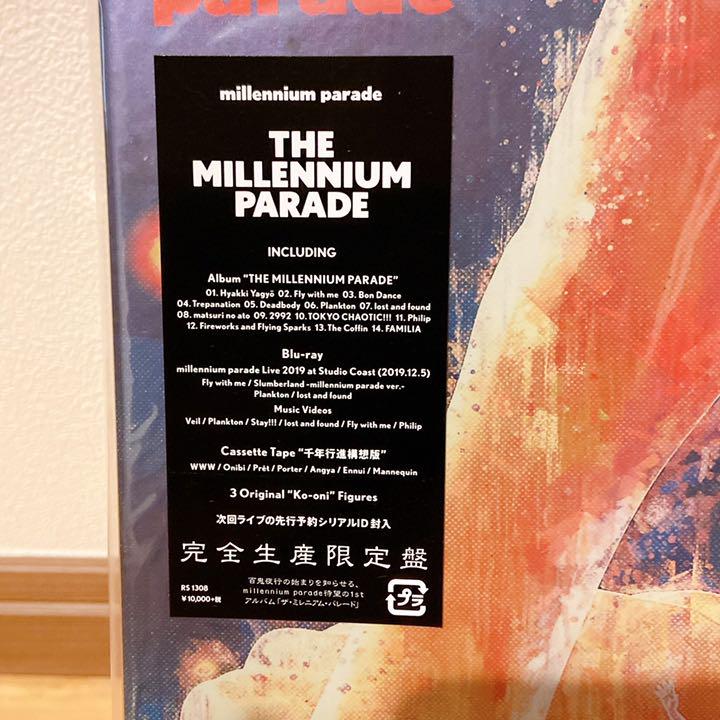 parade
millennium parade
THE
MILLENNIUM
PARADE
INCLUDING
Album "THE MILLENNIUM PARADE"
01. Hyakki Yagyō 02. Fly with me 03. Bon Dance
04. Trepanation 05. Deadbody 06. Plankton 07. lost and found
08. matsuri no ato 09. 2992 10. TOKYO CHAOTIC!!! 11. Philip
12. Fireworks and Flying Sparks 13. The Coffin 14. FAMILIA
Blu-ray
millennium parade Live 2019 at Studio Coast (2019.12.5)
Fly with me / Slumberland -millennium parade ver.-
Plankton / lost and found
Music Videos
Veil / Plankton / Stay!!! / lost and found / Fly with me / Philip
Cassette Tape "千年行進構想版"
WWW / Onibi / Prêt / Porter / Angya / Ennui / Mannequin
3 Original "Ko-oni" Figures
次回ライブの先行予約シリアルID封入
完全生産限定盤
RS 1308
¥10,000+税
百鬼夜行の始まりを知らせる、
millennium parade待望の1st
アルバム「ザ・ミレニアム・パレード」
プラ